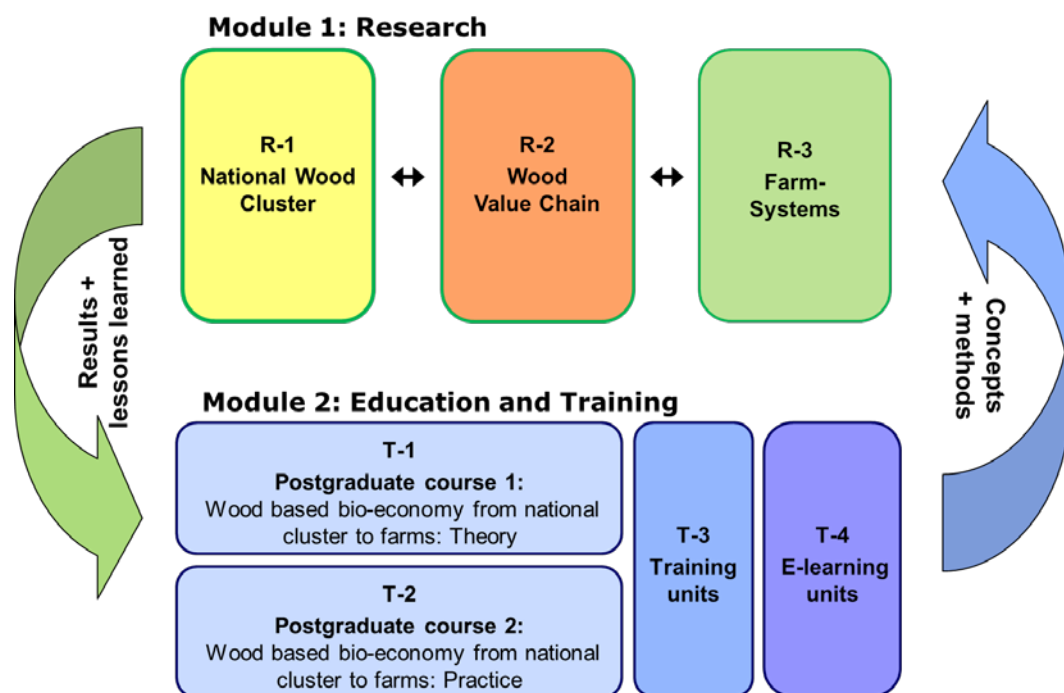 Module 1: Research
R-1
National Wood
Cluster
R-2
Wood
Value Chain
R-3
Farm-
Systems
Results +
lessons learned
Concepts
+ methods
Module 2: Education and Training
T-1
Postgraduate course 1:
Wood based bio-economy from national
cluster to farms: Theory
T-2
Postgraduate course 2:
Wood based bio-economy from national
cluster to farms: Practice
T-3
Training
units
T-4
E-learning
units